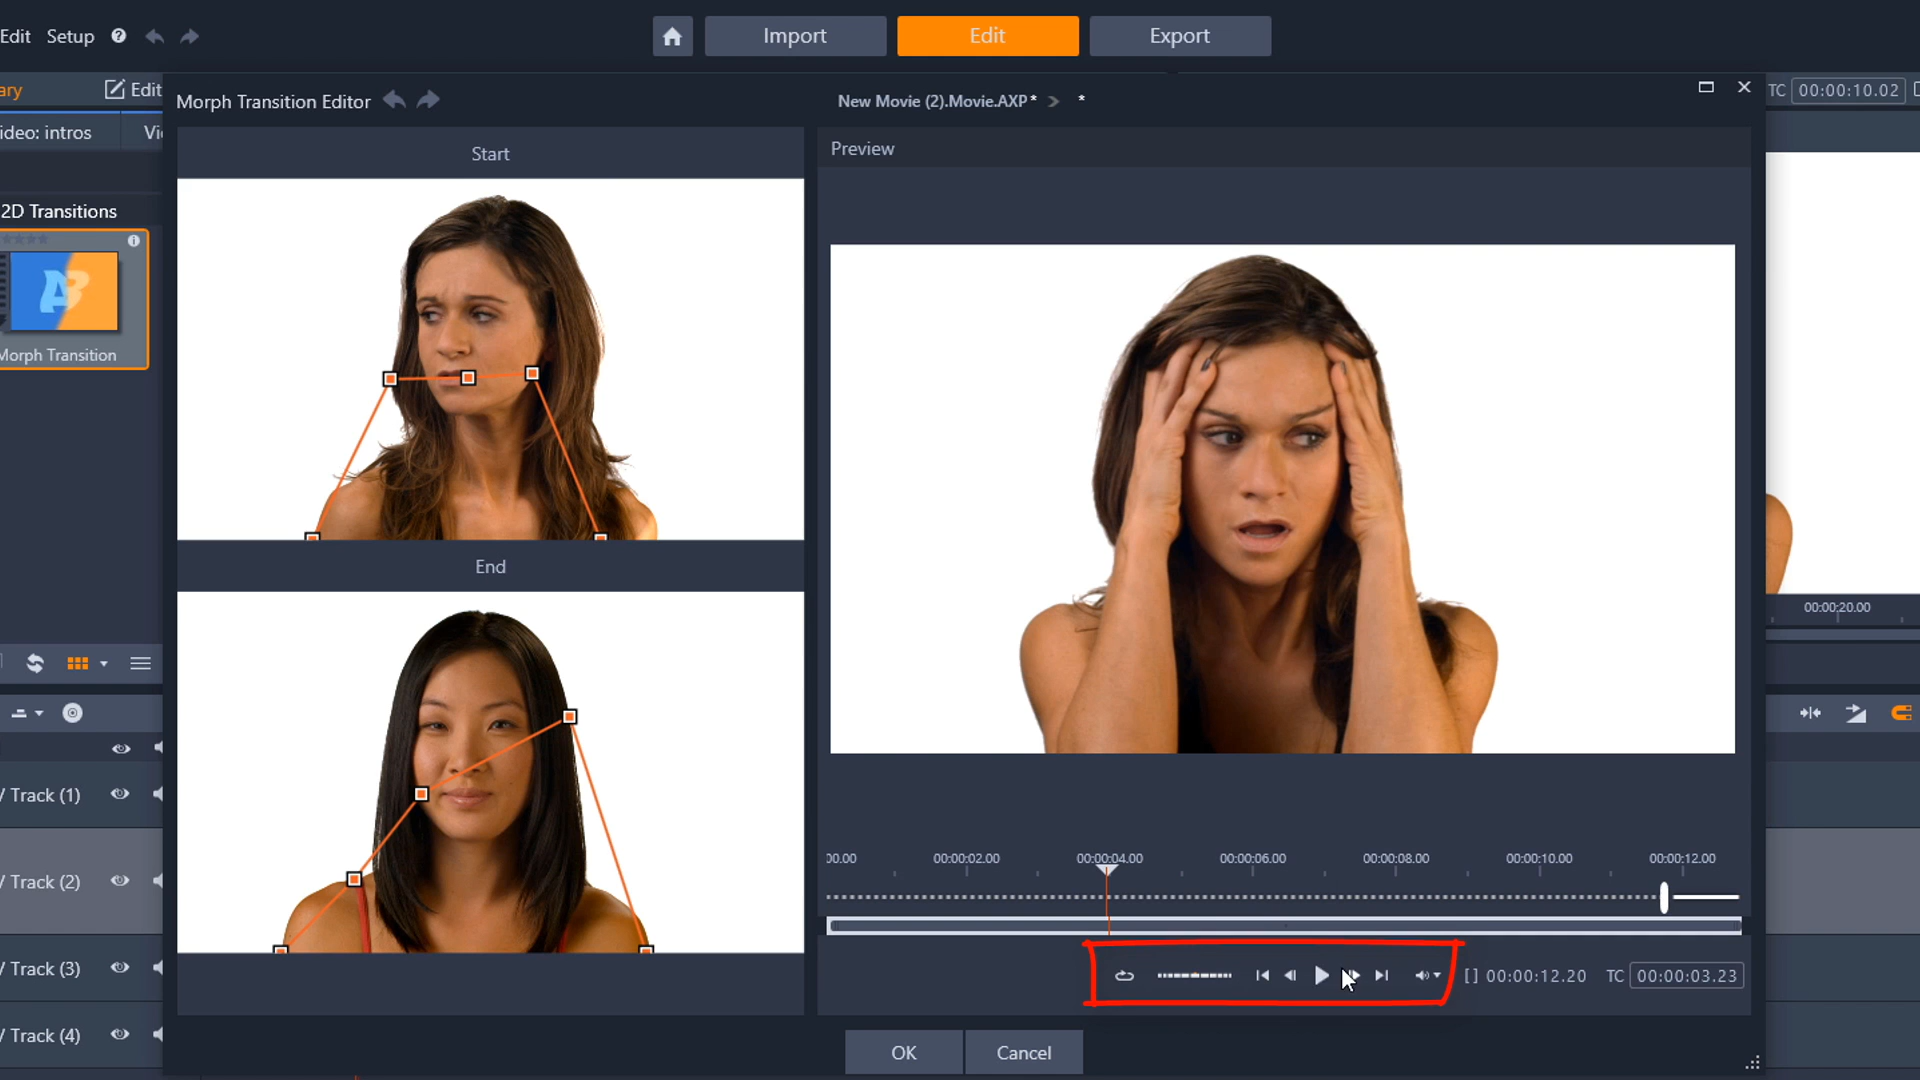 Edit Setup ?
Import Edit Export
ary Edit
Morph Transition Editor
New Movie (2).Movie.AXP* > *
TC 00:00:10.02
ideo: intros Vi
Start
Preview
2D Transitions
AB
Morph Transition
End
00:00:20.00
Track (1)
Track (2)
Track (3)
Track (4)
00.00 00:00:02.00 00:00:04.00 00:00:06.00 00:00:08.00 00:00:10.00 00:00:12.00
[] 00:00:12.20 TC 00:00:03.23
OK Cancel